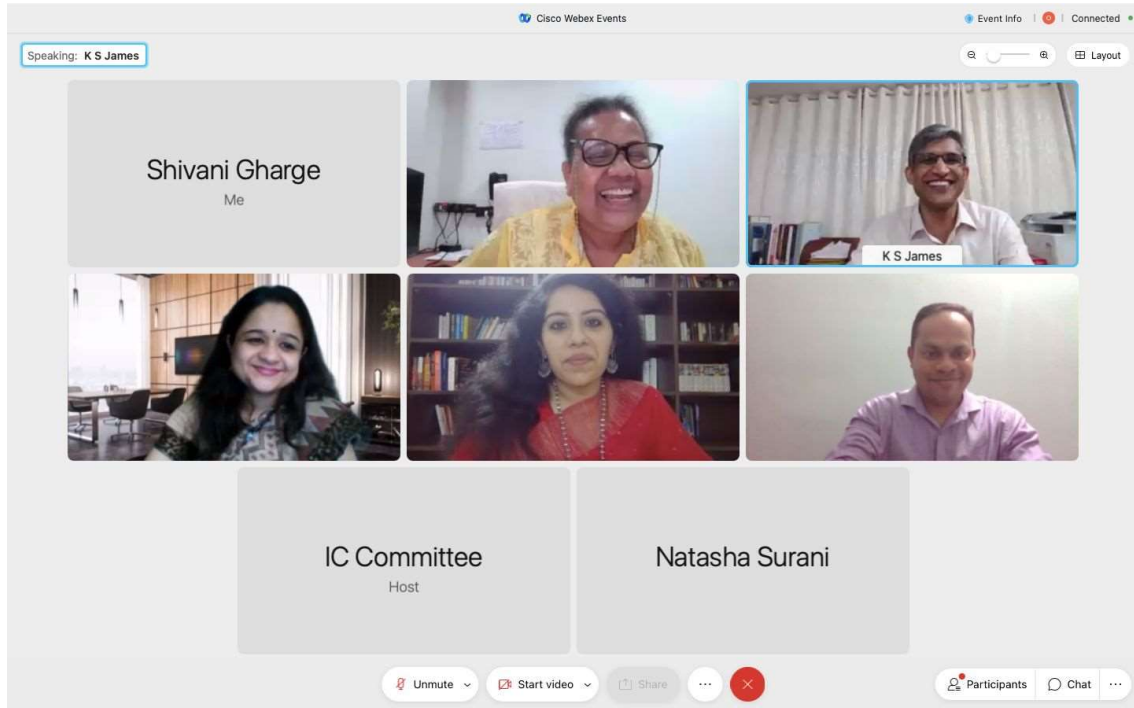 Cisco Webex Events
Event Info
Connected
Speaking: K S James
Layout
Shivani Gharge
Me
K S James
IC Committee
Host
Natasha Surani
Unmute
Start video
Share
Participants
Chat